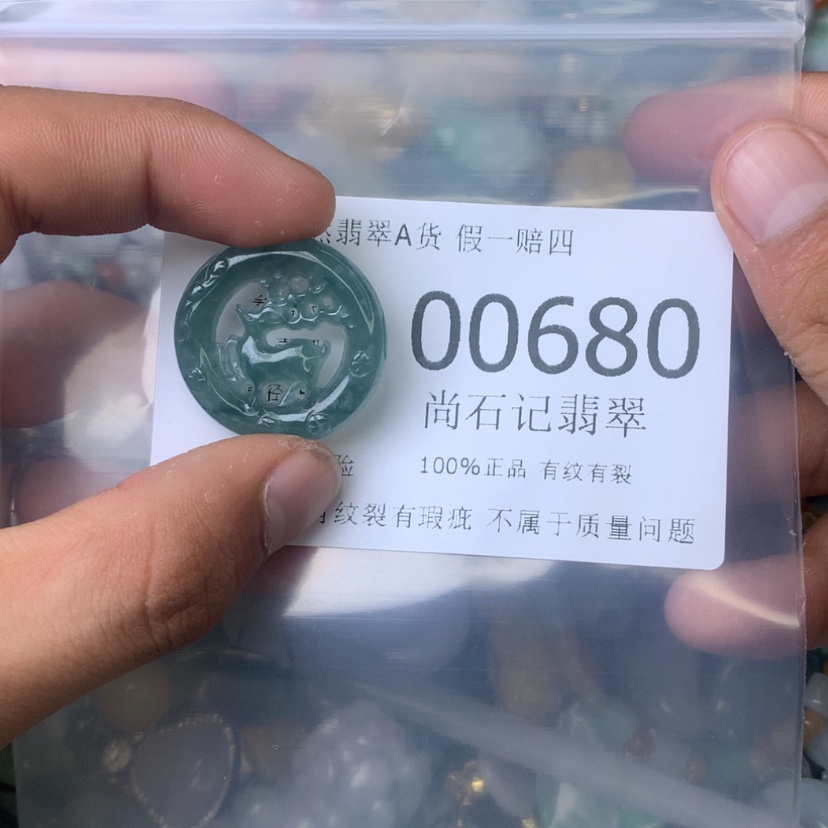 翡翠A货 假一赔四
00680
尚石记翡翠
验 100%正品 有纹有裂
有纹裂有瑕疵 不属于质量问题